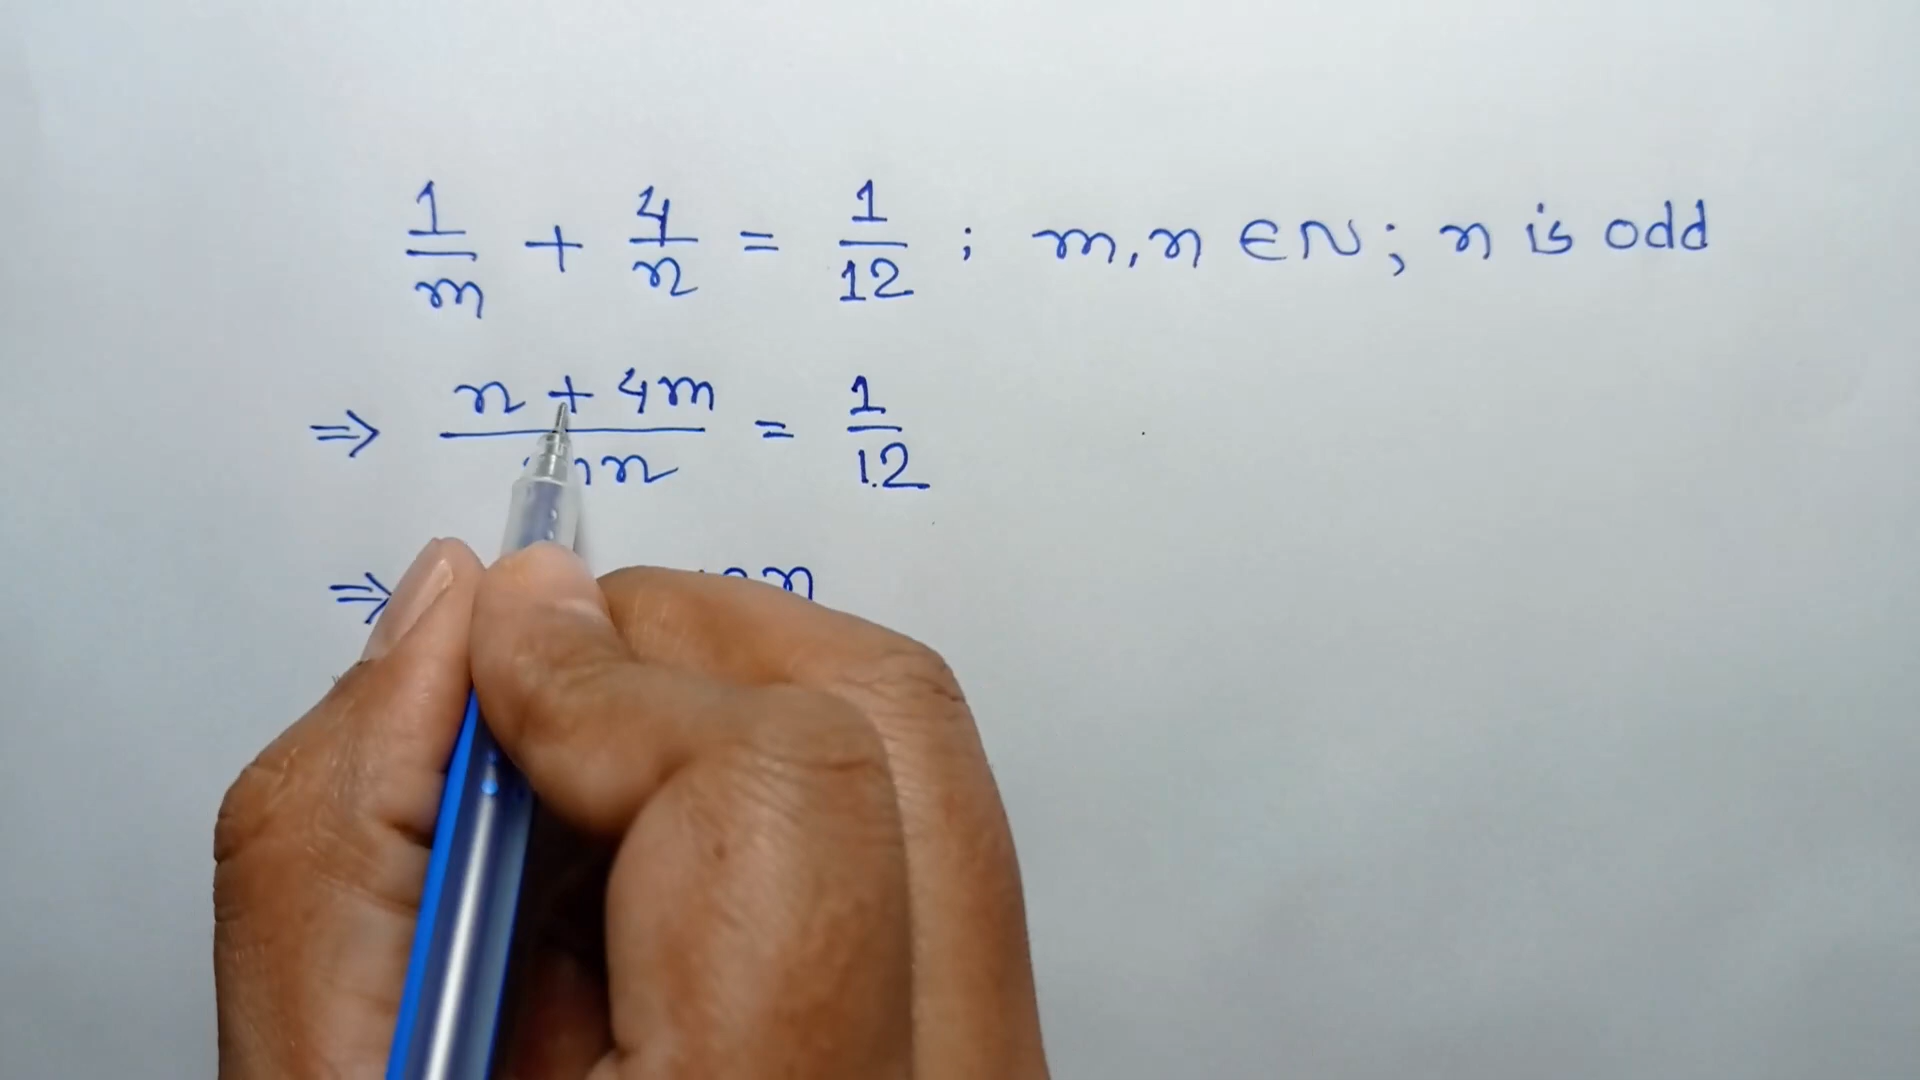 1/m + 4/n = 1/12 ; m, n ∈ N ; n is odd
⇒ (n + 4m)/mn = 1/12
⇒ n